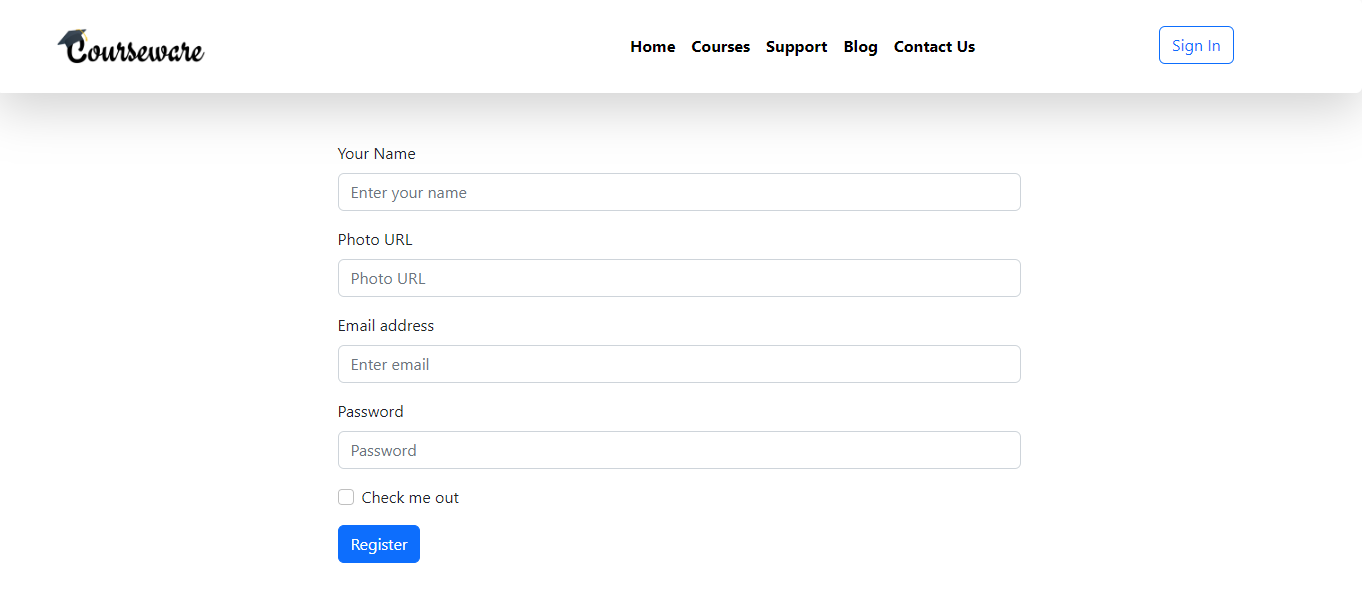 Courseware Home Courses Support Blog Contact Us Sign In
Your Name
Enter your name
Photo URL
Photo URL
Email address
Enter email
Password
Password
Check me out
Register